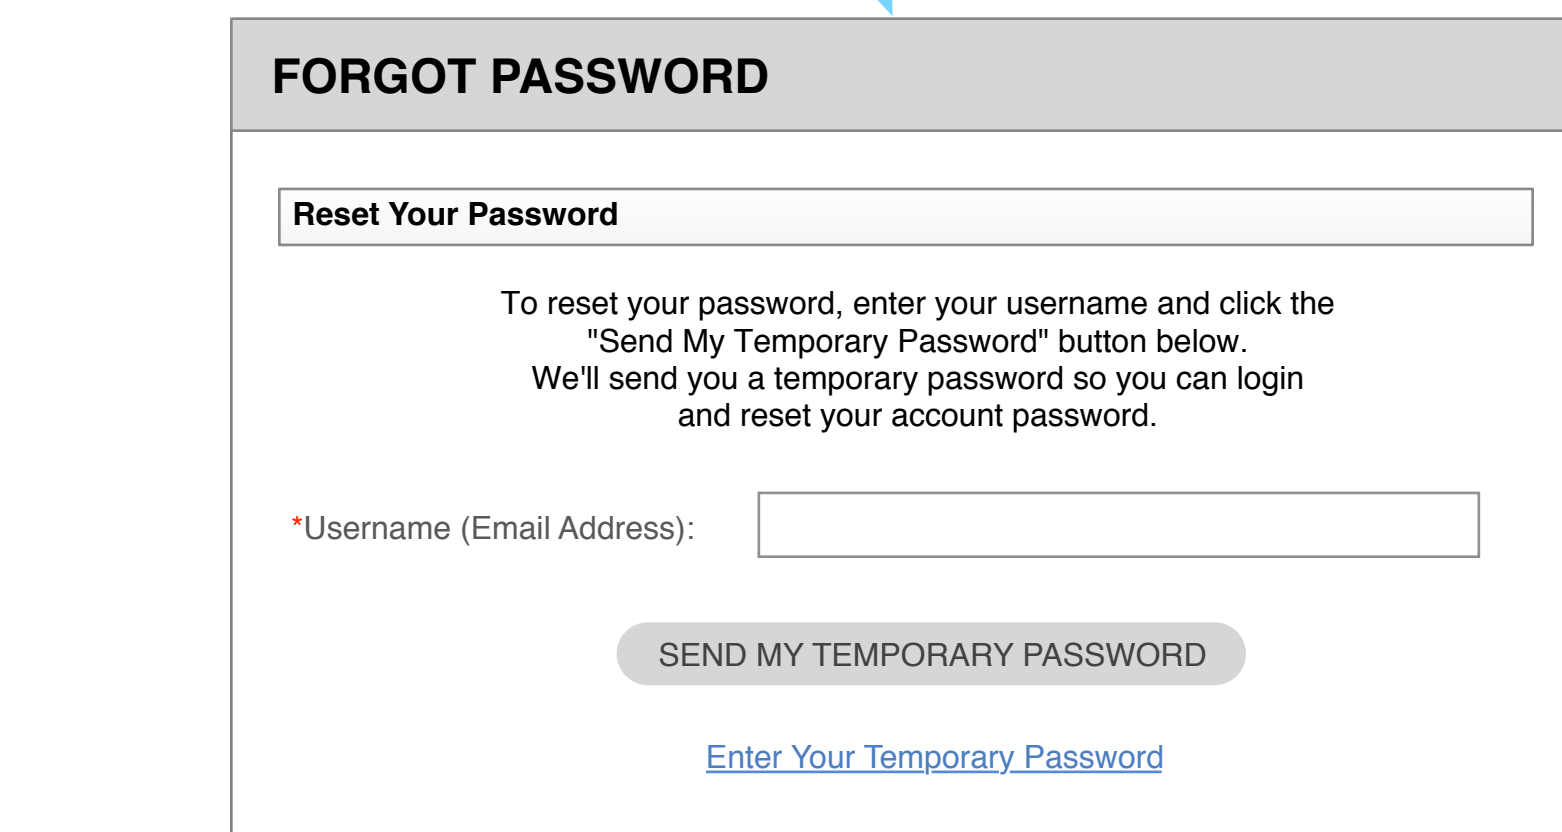 FORGOT PASSWORD
Reset Your Password
To reset your password, enter your username and click the
"Send My Temporary Password" button below.
We'll send you a temporary password so you can login
and reset your account password.
*Username (Email Address):
SEND MY TEMPORARY PASSWORD
Enter Your Temporary Password